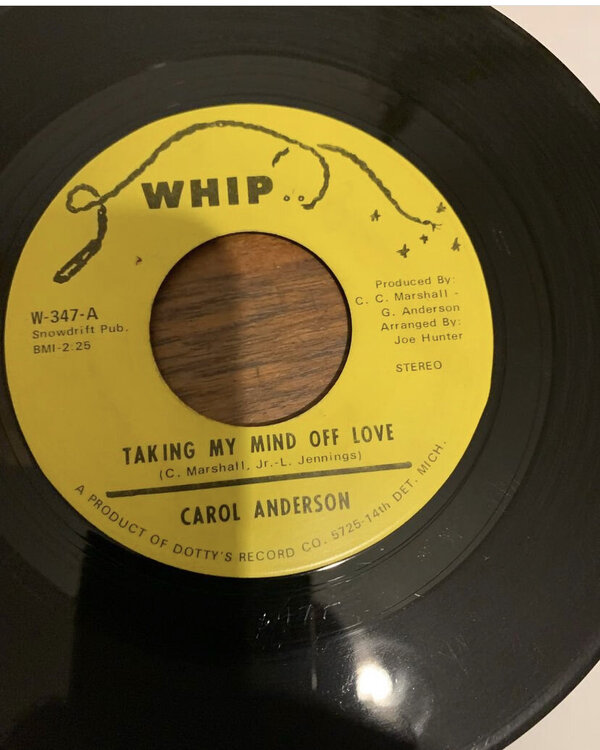 WHIP
W-347-A
Snowdrift Pub.
BMI-2:25
Produced By:
C. C. Marshall -
G. Anderson
Arranged By:
Joe Hunter
STEREO
TAKING MY MIND OFF LOVE
(C. Marshall, Jr.-L. Jennings)
CAROL ANDERSON
A PRODUCT OF DOTTY'S RECORD CO. 5725-14th DET. MICH.